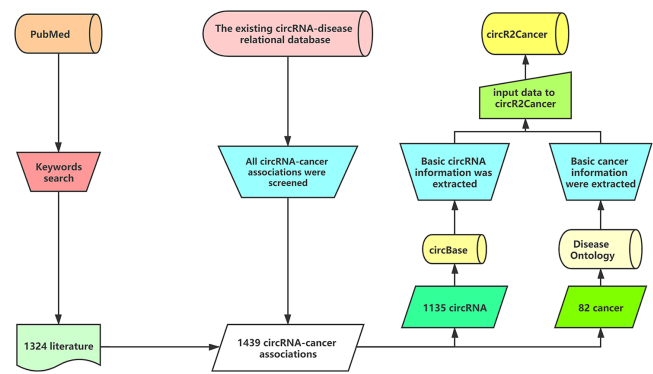 PubMed
The existing circRNA-disease
relational database
circR2Cancer
input data to
circR2Cancer
Keywords
search
All circRNA-cancer
associations were
screened
Basic circRNA
information was
extracted
Basic cancer
information
were extracted
circBase
Disease
Ontology
1135 circRNA
82 cancer
1324 literature
1439 circRNA-cancer
associations